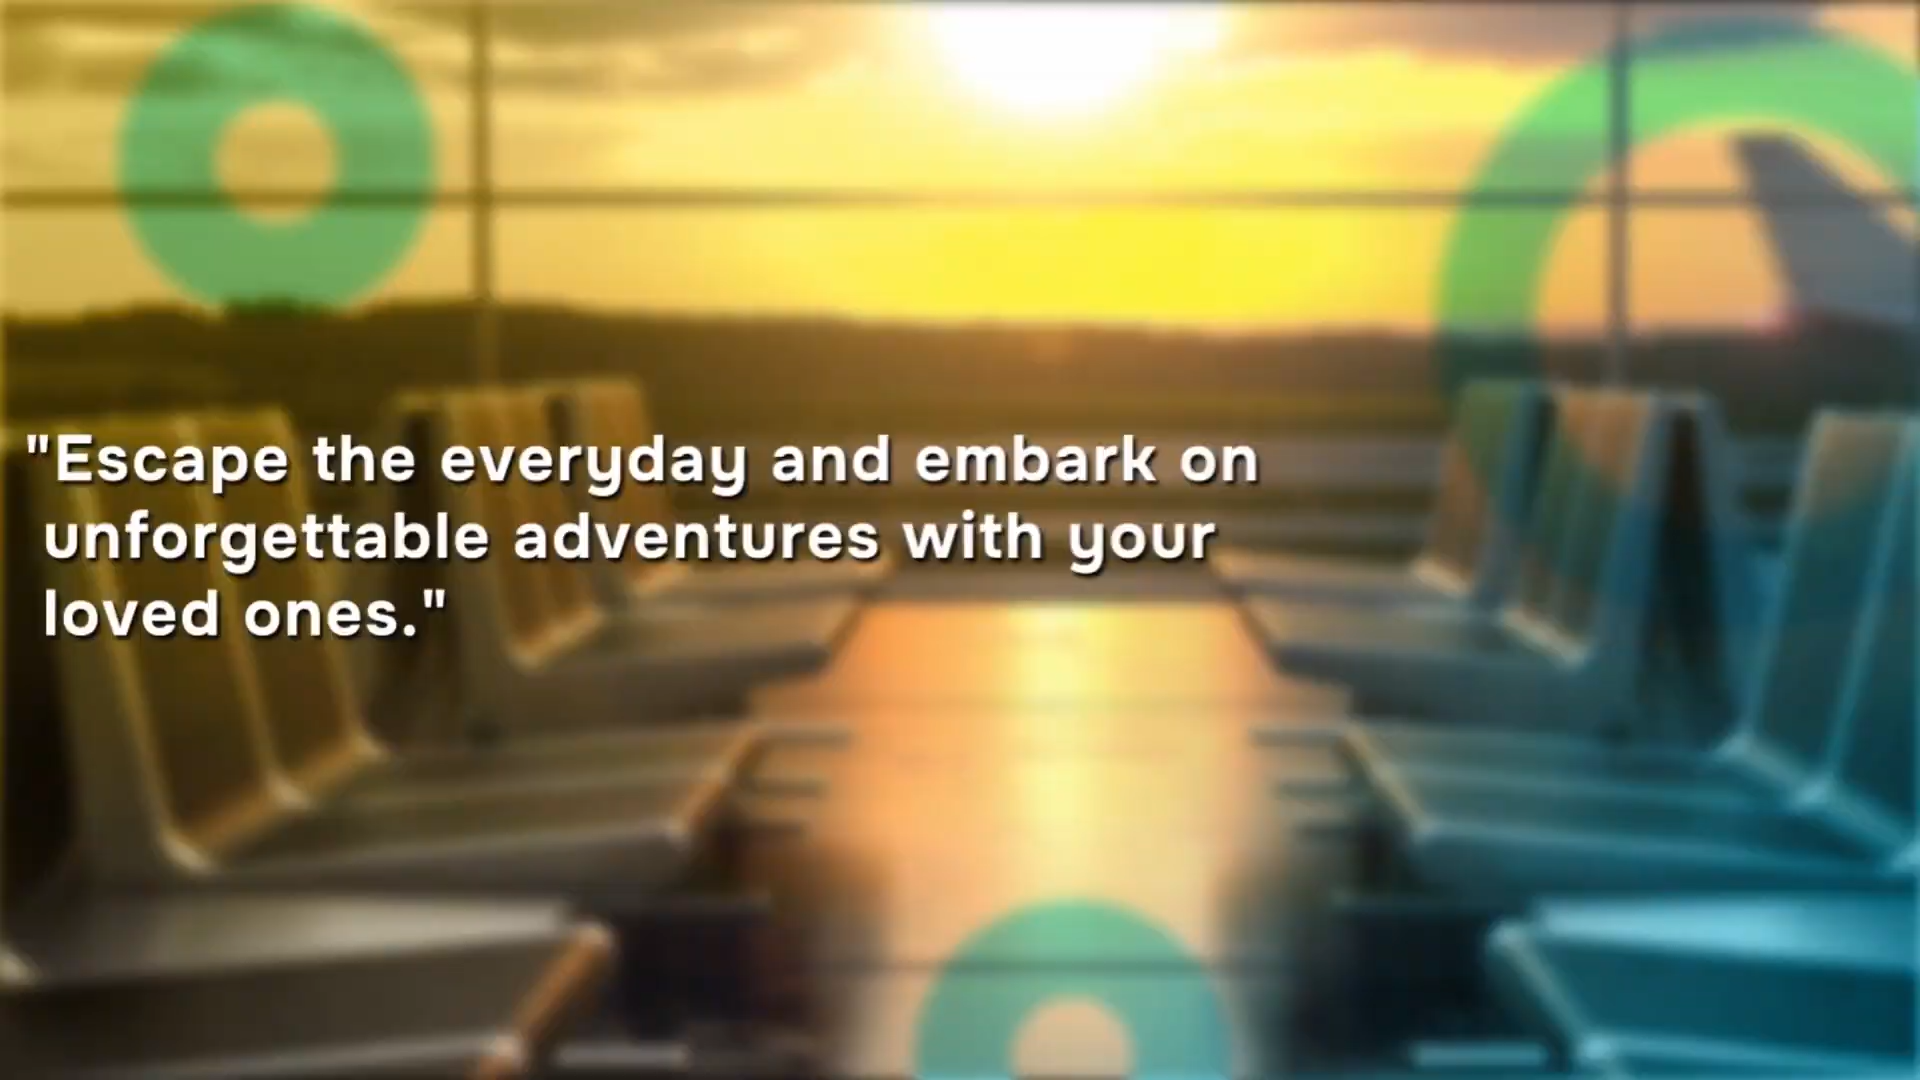 "Escape the everyday and embark on
unforgettable adventures with your
loved ones."